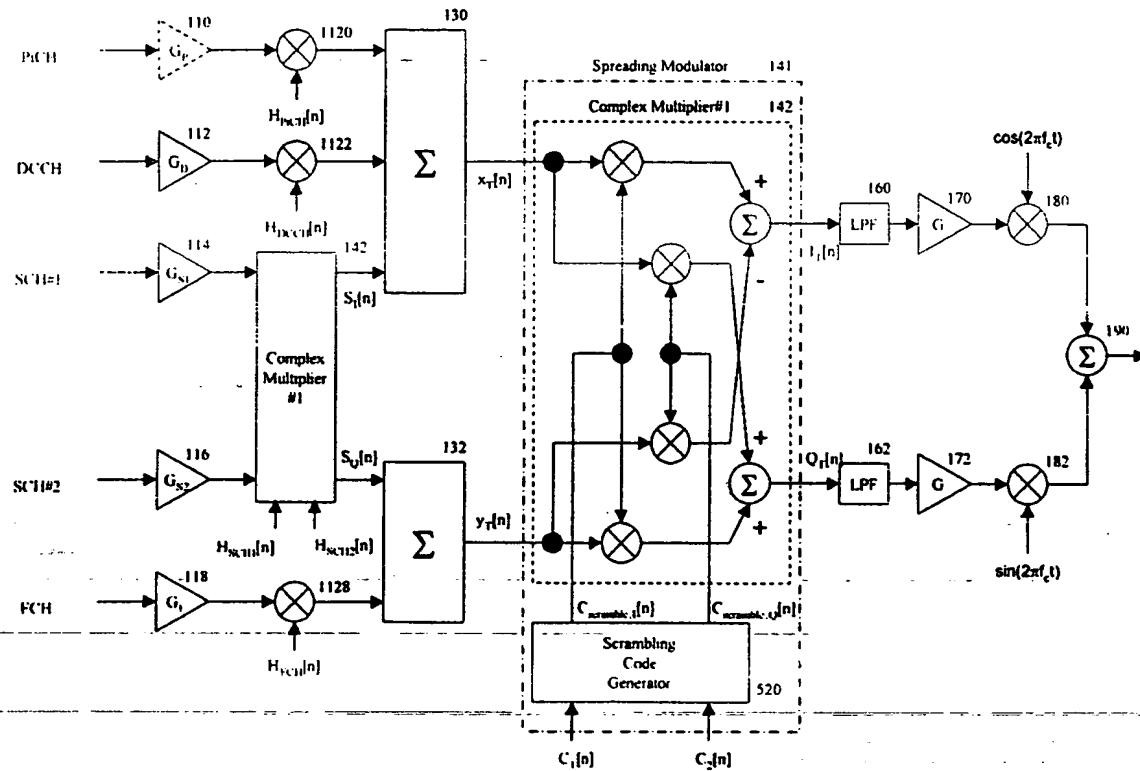 110
1120
130
PiCH
G_P
H_PiCH[n]
Spreading Modulator
141
Complex Multiplier#1
142
112
1122
DCCH
G_D
H_DCCH[n]
Σ
x_T[n]
cos(2πf_ct)
160
170
180
+
Σ
LPF
G
I_T[n]
-
114
142
SCH#1
G_S1
S_I[n]
Complex
Multiplier
#1
190
Σ
116
S_Q[n]
132
SCH#2
G_S2
H_SCH1[n]
H_SCH2[n]
Σ
y_T[n]
+
Σ
+
Q_T[n]
162
172
182
LPF
G
sin(2πf_ct)
118
1128
FCH
H_FCH[n]
C_scramble,I[n]
C_scramble,Q[n]
Scrambling
Code
Generator
520
C_1[n]
C_2[n]